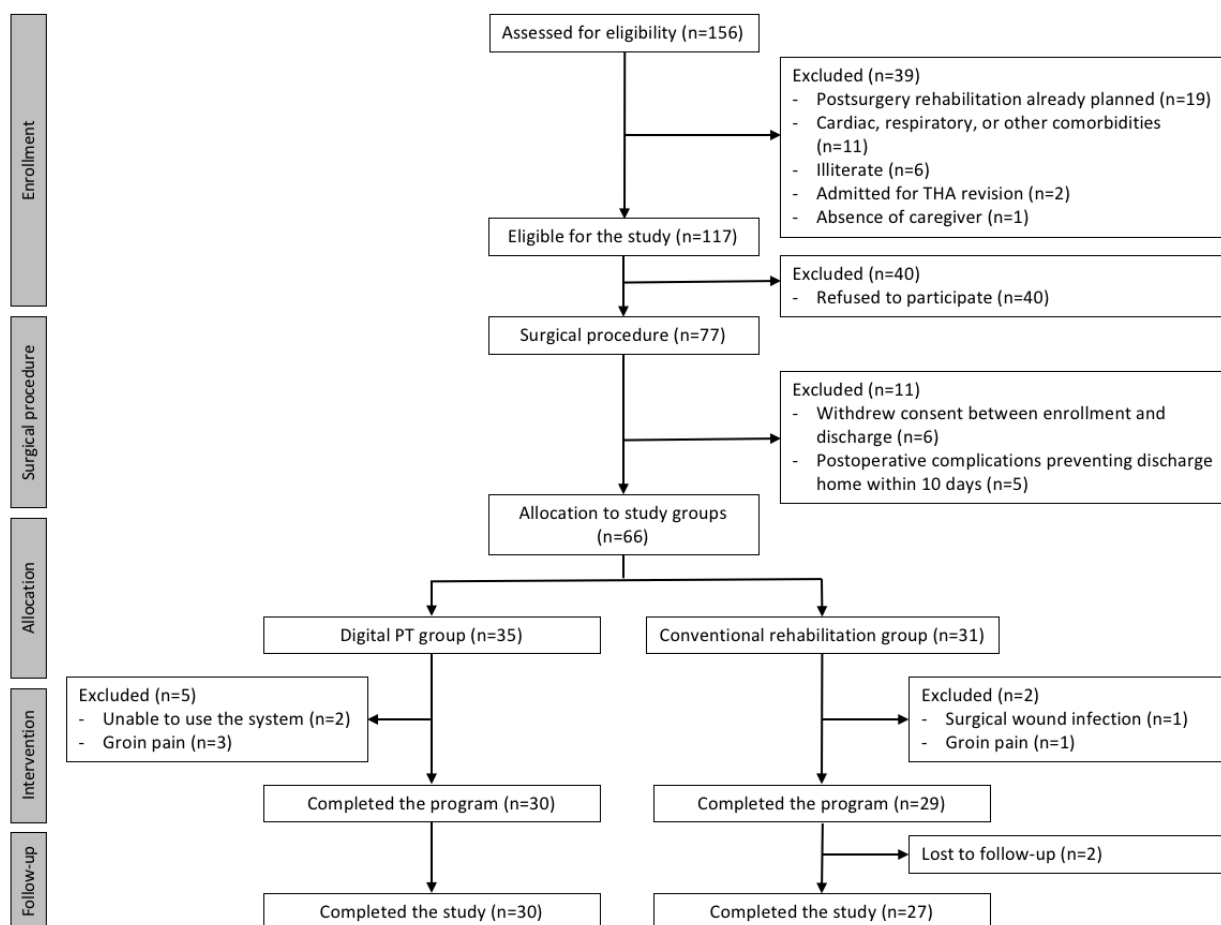 Enrollment
Assessed for eligibility (n=156)
Excluded (n=39)
- Postsurgery rehabilitation already planned (n=19)
- Cardiac, respiratory, or other comorbidities
(n=11)
- Illiterate (n=6)
- Admitted for THA revision (n=2)
- Absence of caregiver (n=1)
Eligible for the study (n=117)
Excluded (n=40)
- Refused to participate (n=40)
Surgical procedure
Surgical procedure (n=77)
Excluded (n=11)
- Withdrew consent between enrollment and
discharge (n=6)
- Postoperative complications preventing discharge
home within 10 days (n=5)
Allocation to study groups
(n=66)
Allocation
Digital PT group (n=35)
Conventional rehabilitation group (n=31)
Intervention
Excluded (n=5)
- Unable to use the system (n=2)
- Groin pain (n=3)
Excluded (n=2)
- Surgical wound infection (n=1)
- Groin pain (n=1)
Completed the program (n=30)
Completed the program (n=29)
Follow-up
Lost to follow-up (n=2)
Completed the study (n=30)
Completed the study (n=27)